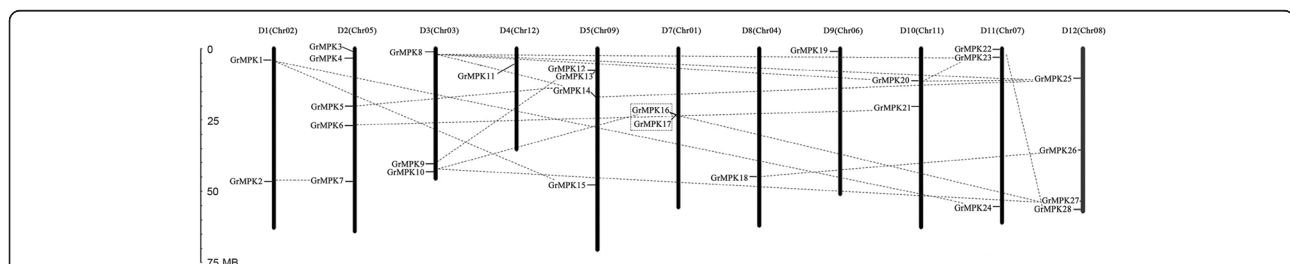 D1(Chr02) D2(Chr05) D3(Chr03) D4(Chr12) D5(Chr09) D7(Chr01) D8(Chr04) D9(Chr06) D10(Chr11) D11(Chr07) D12(Chr08)
0
GrMPK1
GrMPK2
GrMPK3
GrMPK4
GrMPK5
GrMPK6
GrMPK7
GrMPK8
GrMPK9
GrMPK10
GrMPK11
GrMPK12
GrMPK13
GrMPK14
GrMPK15
GrMPK16
GrMPK17
GrMPK18
GrMPK19
GrMPK20
GrMPK21
GrMPK22
GrMPK23
GrMPK24
GrMPK25
GrMPK26
GrMPK27
GrMPK28
25
50
75 MB